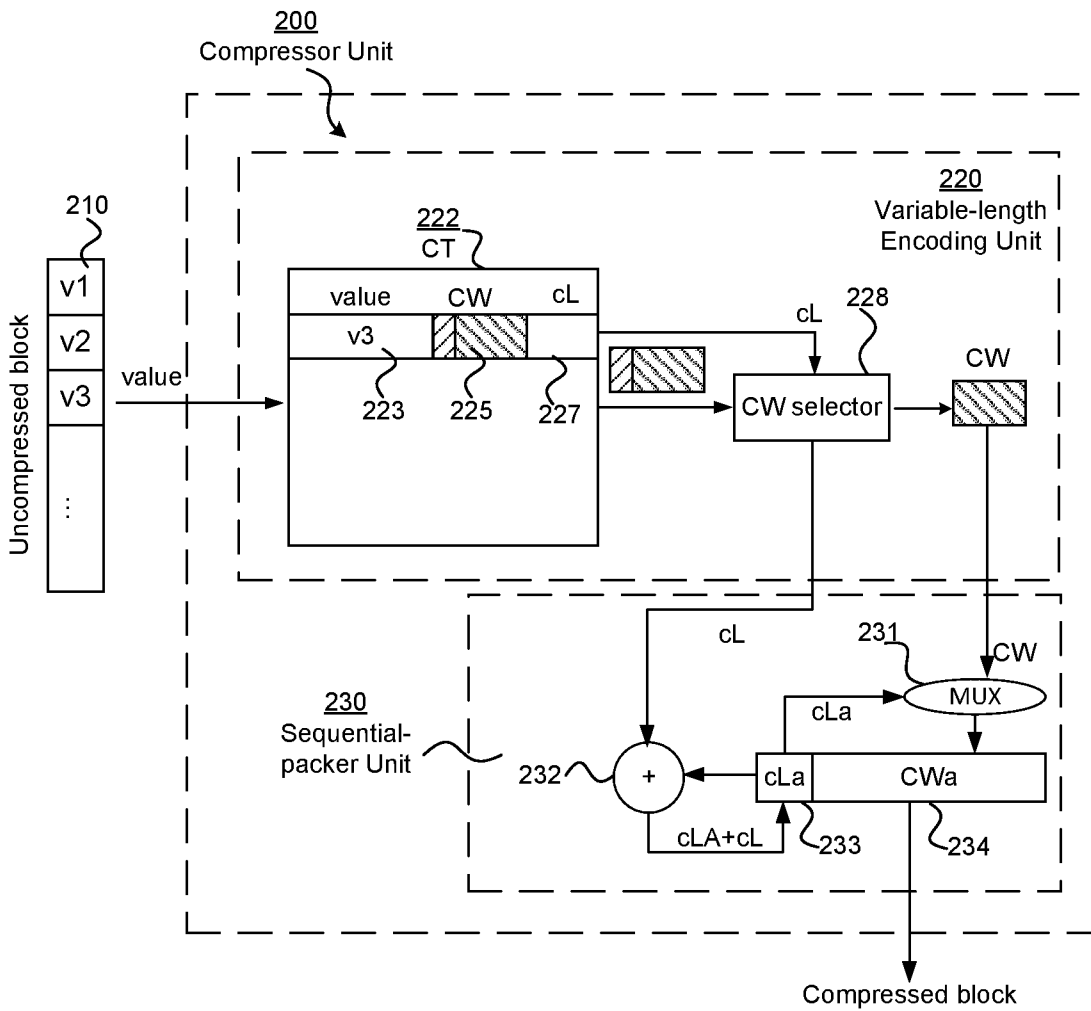 200
Compressor Unit
220
Variable-length
Encoding Unit
210
222
CT
Uncompressed block
v1
v2
v3
...
value
value
CW
cL
v3
223
225
227
cL
228
CW selector
CW
cL
CW
231
MUX
230
Sequential-
packer Unit
cLa
232
+
cLa
CWa
cLA+cL
233
234
Compressed block